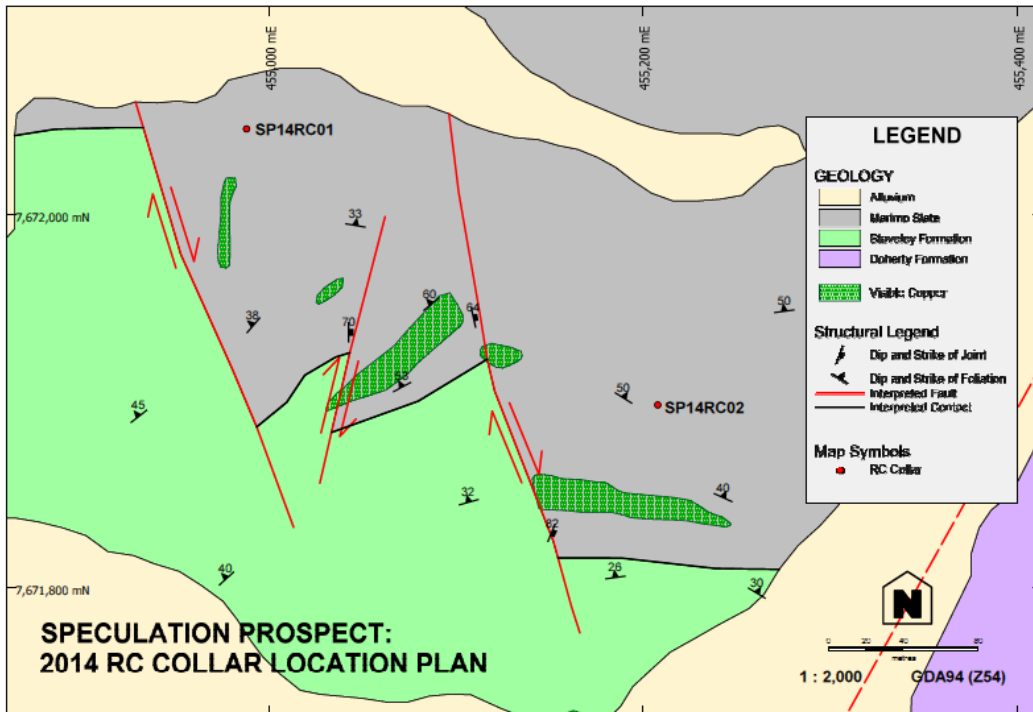 455,000 mE
455,200 mE
455,400 mE
SP14RC01
7,672,000 mN
33
38
70
60
64
53
50
50
SP14RC02
45
32
40
82
40
26
30
7,671,800 mN
LEGEND
GEOLOGY
Alluvium
Marimo Slate
Staveley Formation
Doherty Formation
Visible Copper
Structural Legend
Dip and Strike of Joint
Dip and Strike of Foliation
Interpreted Fault
Interpreted Contact
Map Symbols
RC Collar
N
0 20 40 80
metres
1 : 2,000 GDA94 (Z54)
SPECULATION PROSPECT:
2014 RC COLLAR LOCATION PLAN